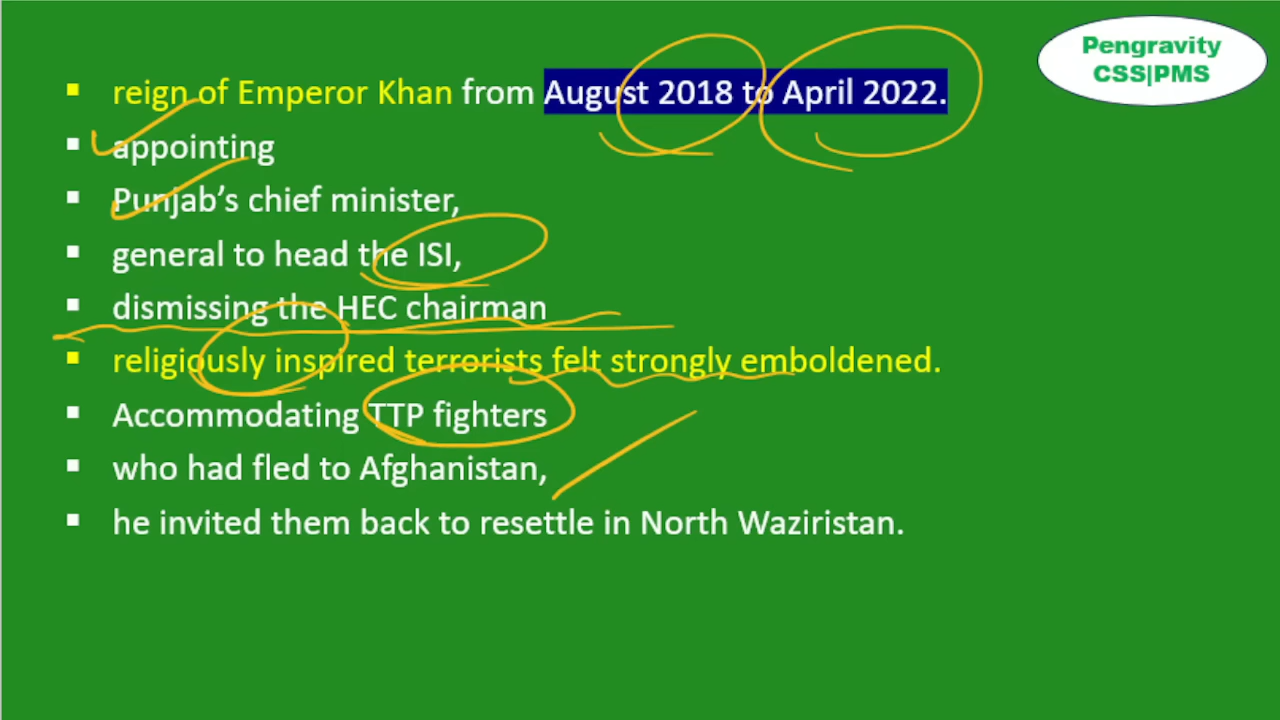 Pengravity
CSS|PMS
reign of Emperor Khan from August 2018 to April 2022.
appointing
Punjab’s chief minister,
general to head the ISI,
dismissing the HEC chairman
religiously inspired terrorists felt strongly emboldened.
Accommodating TTP fighters
who had fled to Afghanistan,
he invited them back to resettle in North Waziristan.